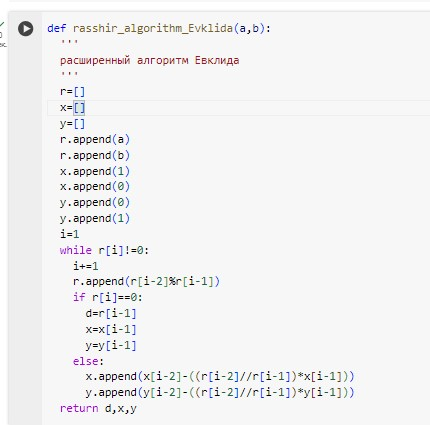 def rasshir_algorithm_Evklida(a,b):
  '''
  расширенный алгоритм Евклида
  '''
  r=[]
  x=[]
  y=[]
  r.append(a)
  r.append(b)
  x.append(1)
  x.append(0)
  y.append(0)
  y.append(1)
  i=1
  while r[i]!=0:
    i+=1
    r.append(r[i-2]%r[i-1])
    if r[i]==0:
      d=r[i-1]
      x=x[i-1]
      y=y[i-1]
    else:
      x.append(x[i-2]-((r[i-2]//r[i-1])*x[i-1]))
      y.append(y[i-2]-((r[i-2]//r[i-1])*y[i-1]))
  return d,x,y